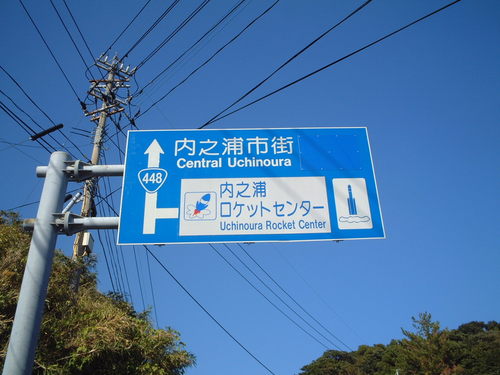 内之浦市街
Central Uchinoura
448
内之浦
ロケットセンター
Uchinoura Rocket Center